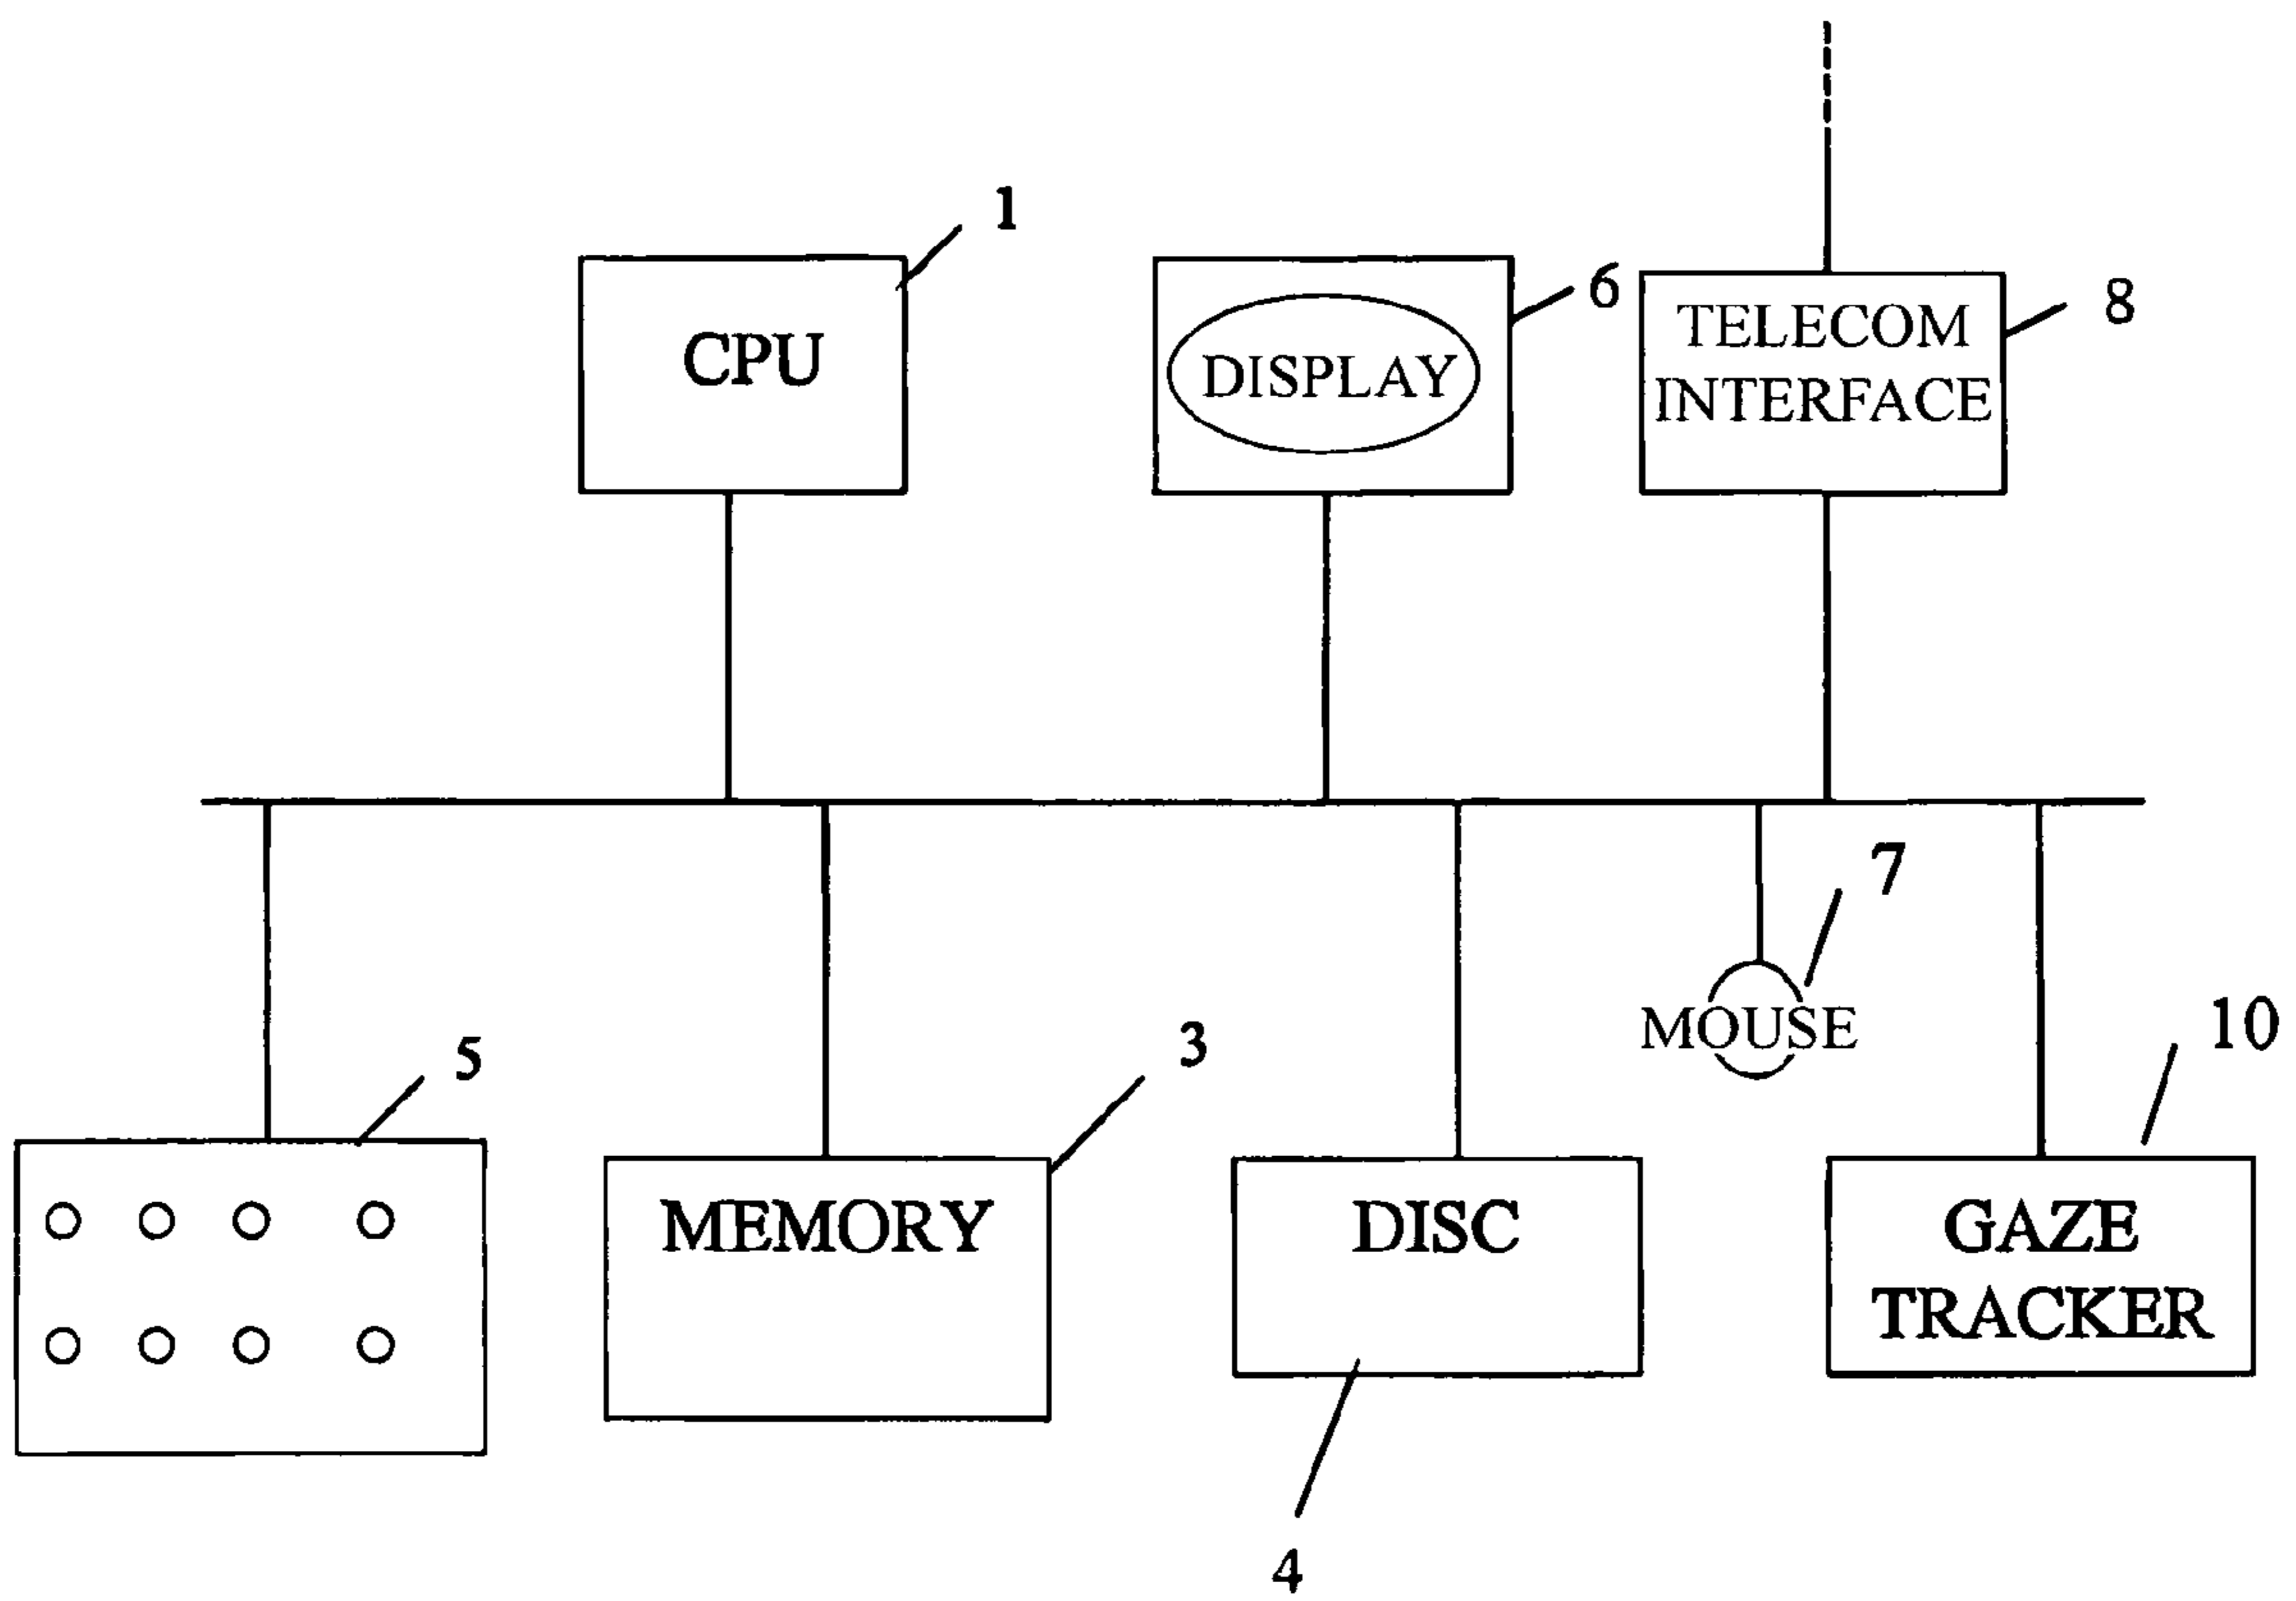 1
CPU
6
DISPLAY
8
TELECOM
INTERFACE
7
MOUSE
5
3
MEMORY
DISC
4
10
GAZE
TRACKER